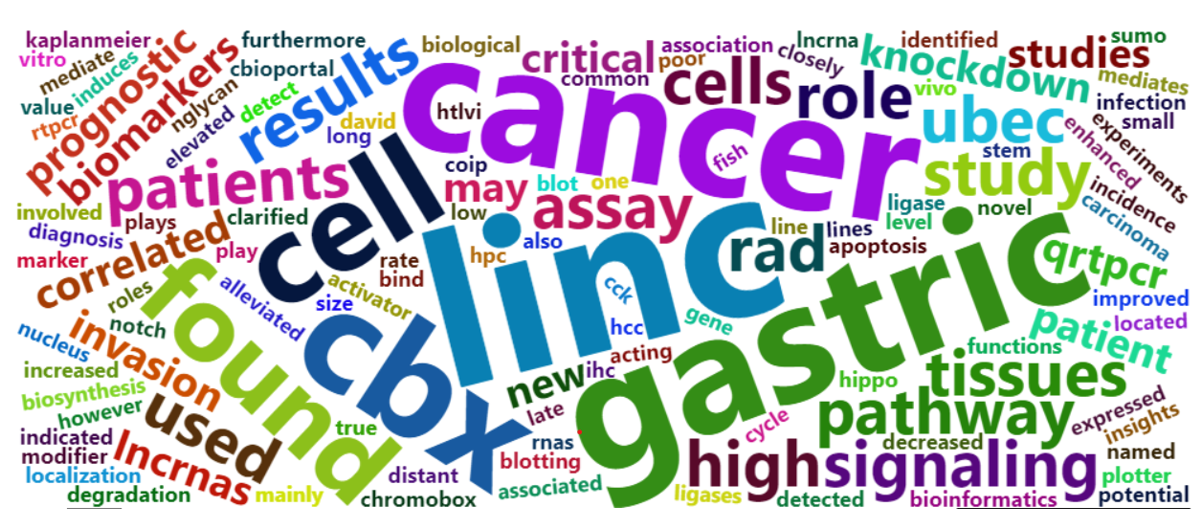 kaplanmeier
vitro
mediate
induces
value
rtpcr
prognostic
biomarkers
nglycan
elevated
detect
furthermore
cbioportal
results
long
david
biological
critical
common
association
poor
closely
lncrna
knockdown
identified
studies
sumo
mediates
infection
small
cancer
htlvi
cells
role
vivo
ubec
enhanced
experiments
fish
stem
study
incidence
carcinoma
patients
cell
coip
may
blot
one
assay
low
ligase
level
novel
involved
plays
clarified
diagnosis
marker
correlated
play
roles
rate
bind
hpc
also
linc
rad
line
lines
apoptosis
gastric
qrtpcr
improved
located
patient
found
alleviated
size
activator
cbx
cck
hcc
gene
acting
nucleus
notch
invasion
increased
biosynthesis
however
new
ihc
late
hippo
functions
tissues
pathway
expressed
insights
used
true
indicated
modifier
localization
lncrnas
degradation
mainly
distant
chromobox
rnas
blotting
associated
cycle
high
signaling
decreased
named
plotter
potential
ligases
detected
bioinformatics